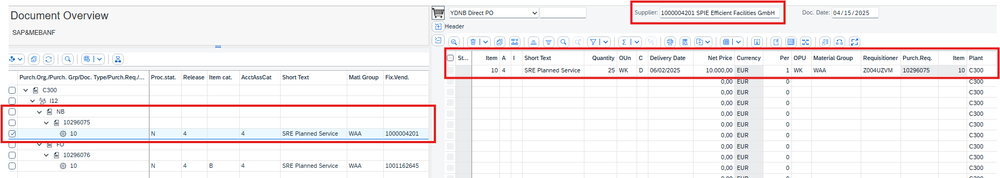 Document Overview
SAP&MEBANF
Purch.Org./Purch. Grp/Doc. Type/Purch.Req./... Proc.stat. Release Item cat. AcctAssCat Short Text Matl Group Fix.Vend.
C300
I12
NB
10296075
10 N 4 4 SRE Planned Service WAA 1000004201
FO
10296076
10 N 4 B 4 SRE Planned Service WAA 1001162645
YDNB Direct PO Supplier: 1000004201 SPIE Efficient Facilities GmbH Doc. Date: 04/15/2025
Header
St... Item A I Short Text Quantity OUn C Delivery Date Net Price Currency Per OPU Material Group Requisitioner Purch.Req. Item Plant
10 4 SRE Planned Service 25 WK D 06/02/2025 10.000,00 EUR 1 WK WAA Z004UZVM 10296075 10 C300
0,00 EUR 0 C300
0,00 EUR 0 C300
0,00 EUR 0 C300
0,00 EUR 0 C300
0,00 EUR 0 C300
0,00 EUR 0 C300
0,00 EUR 0 C300
0,00 EUR 0 C300
0,00 EUR 0 C300